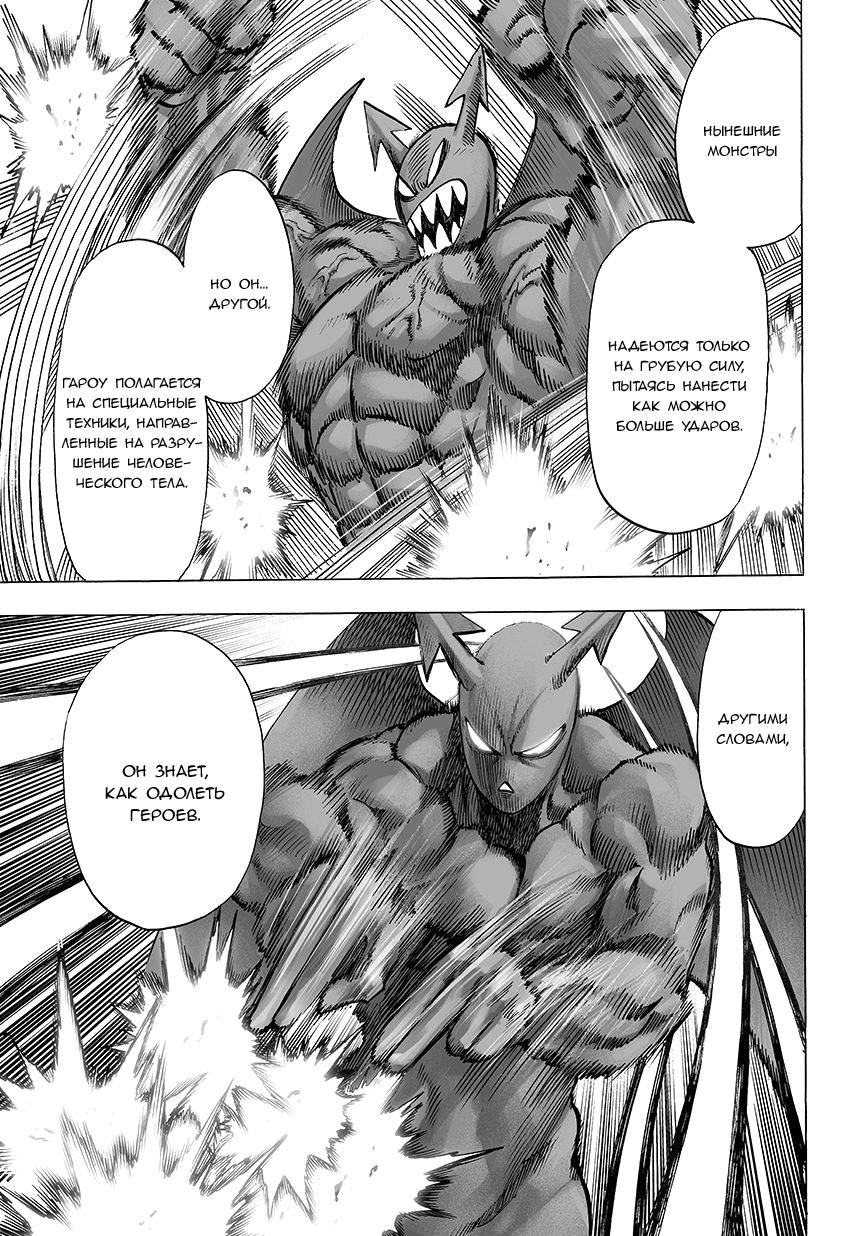 НЫНЕШНИЕ
МОНСТРЫ
НАДЕЮТСЯ ТОЛЬКО
НА ГРУБУЮ СИЛУ,
ПЫТАЯСЬ НАНЕСТИ
КАК МОЖНО
БОЛЬШЕ УДАРОВ.
НО ОН...
ДРУГОЙ.
ГАРОУ ПОЛАГАЕТСЯ
НА СПЕЦИАЛЬНЫЕ
ТЕХНИКИ, НАПРАВ-
ЛЕННЫЕ НА РАЗРУ-
ШЕНИЕ ЧЕЛОВЕ-
ЧЕСКОГО ТЕЛА.
ДРУГИМИ
СЛОВАМИ,
ОН ЗНАЕТ,
КАК ОДОЛЕТЬ
ГЕРОЕВ.